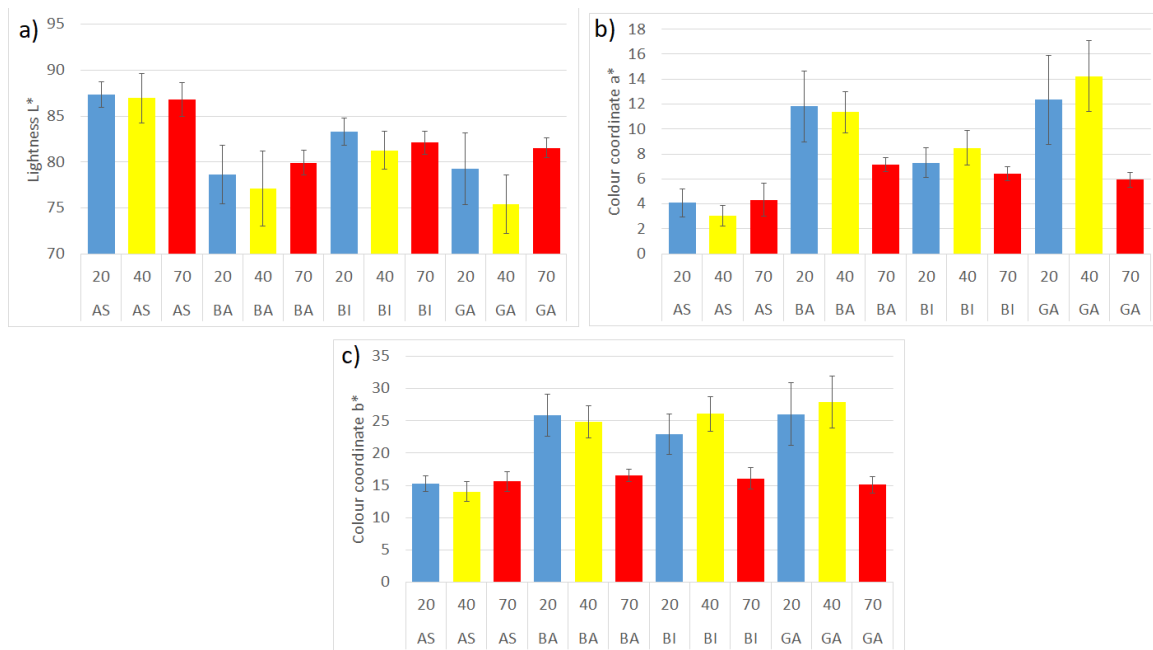 a)
Lightness L*
95
90
85
80
75
70
20 40 70 20 40 70 20 40 70 20 40 70
AS AS AS BA BA BA BI BI BI GA GA GA
b)
Colour coordinate a*
18
16
14
12
10
8
6
4
2
0
20 40 70 20 40 70 20 40 70 20 40 70
AS AS AS BA BA BA BI BI BI GA GA GA
c)
Colour coordinate b*
35
30
25
20
15
10
5
0
20 40 70 20 40 70 20 40 70 20 40 70
AS AS AS BA BA BA BI BI BI GA GA GA